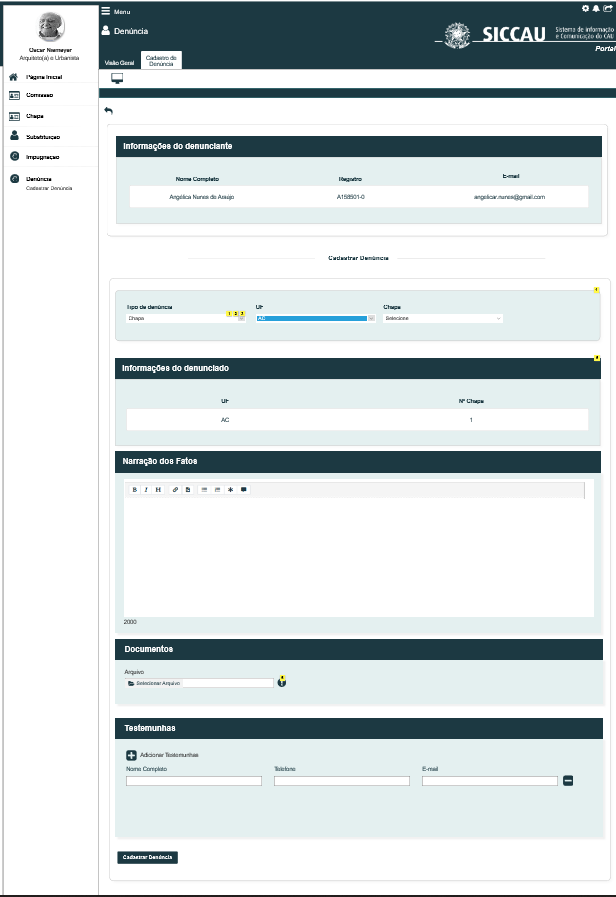 Menu
Denúncia
SICCAU
Sistema de Informação
e Comunicação do CAU
Portal
Visão Geral
Cadastro de
Denúncia
Oscar Niemeyer
Arquiteto(a) e Urbanista
Página Inicial
Comissão
Chapa
Substituição
Impugnação
Denúncia
Cadastrar Denúncia
Informações do denunciante
Nome Completo Registro E-mail
Angélica Nunes de Araujo A158501-0 angelicar.nunes@gmail.com
Cadastrar Denúncia
Tipo de denúncia UF Chapa
Chapa 1 2 3 AC Selecione
Informações do denunciado
UF Nº Chapa
AC 1
Narração dos Fatos
B I H
2000
Documentos
Arquivo
Selecionar Arquivo
Testemunhas
Adicionar Testemunhas
Nome Completo Telefone E-mail
Cadastrar Denúncia